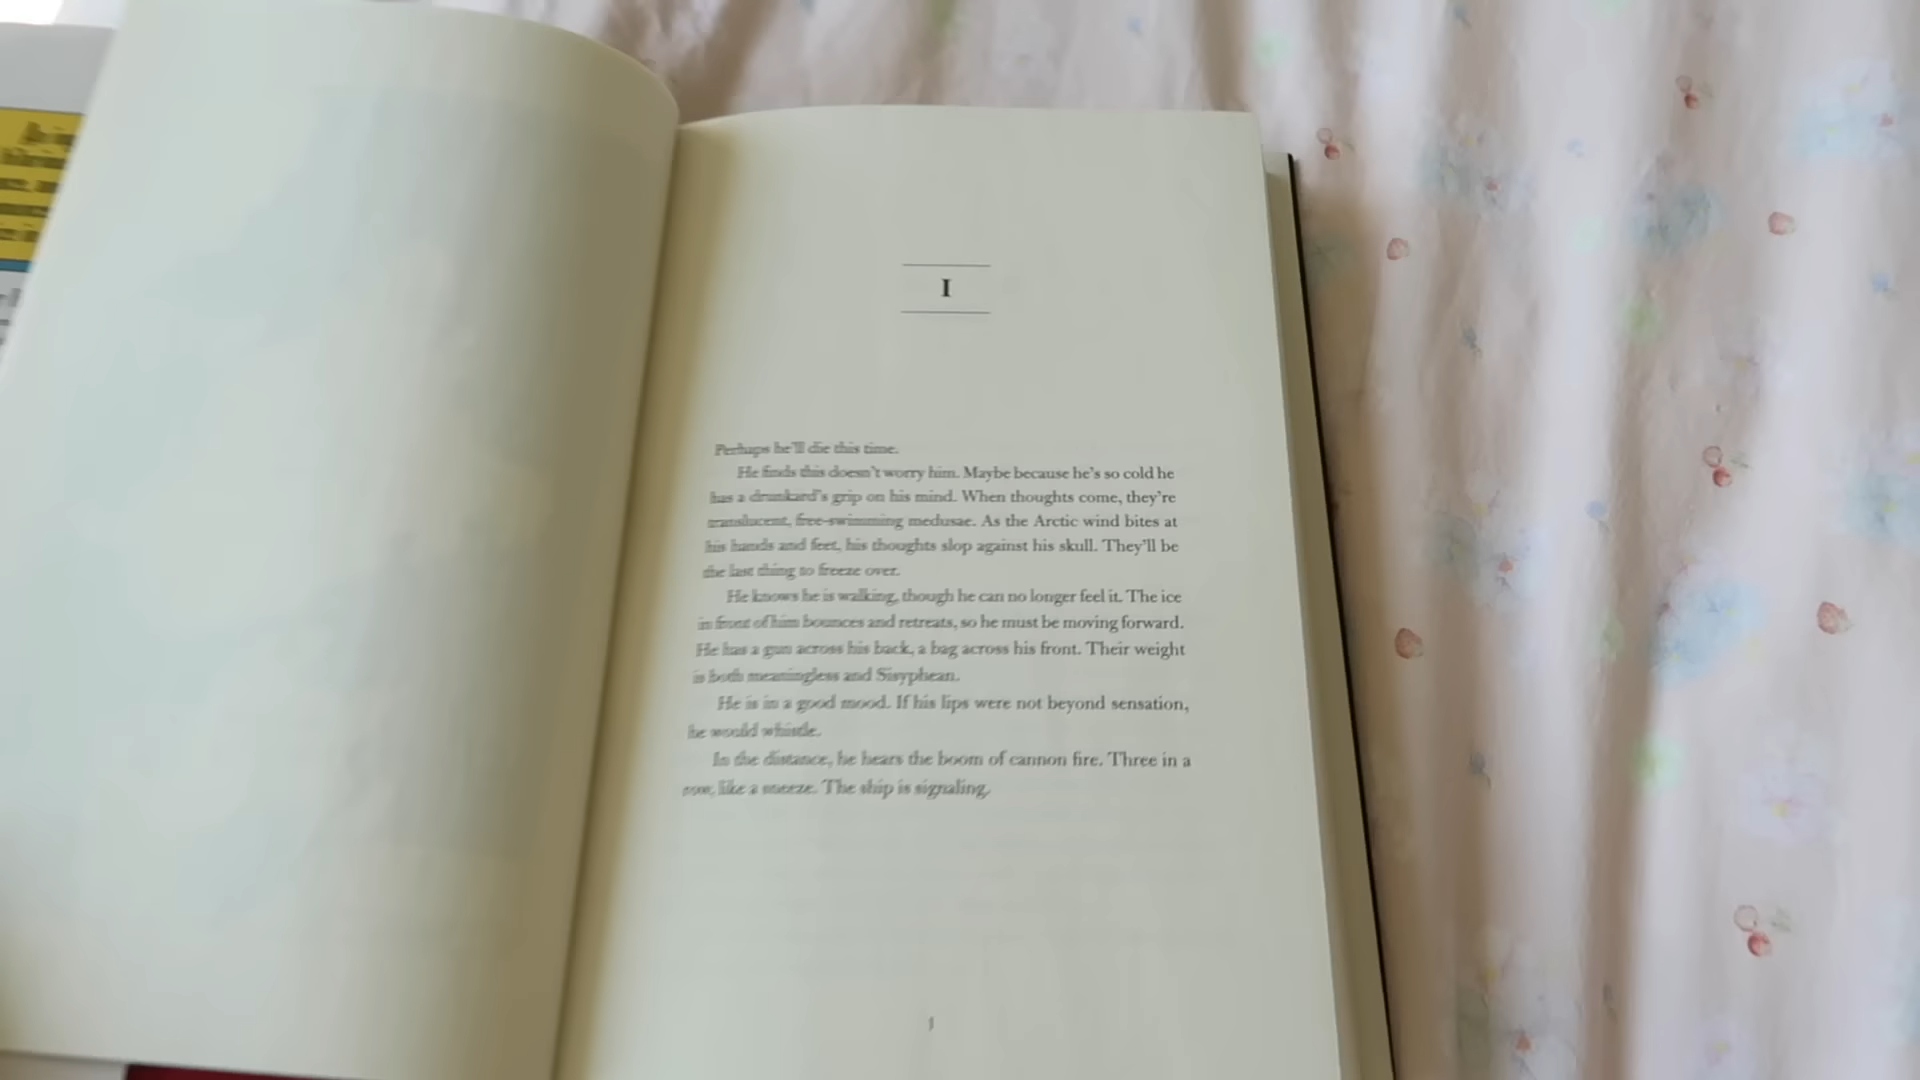 I
Perhaps he'll die this time.
He finds this doesn't worry him. Maybe because he's so cold he
has a drunkard's grip on his mind. When thoughts come, they're
translucent, free-swimming medusae. As the Arctic wind bites at
his hands and feet, his thoughts slop against his skull. They'll be
the last thing to freeze over.
He knows he is walking, though he can no longer feel it. The ice
in front of him bounces and retreats, so he must be moving forward.
He has a gun across his back, a bag across his front. Their weight
is both meaningless and Sisyphean.
He is in a good mood. If his lips were not beyond sensation,
he would whistle.
In the distance, he hears the boom of cannon fire. Three in a
row, like a sneeze. The ship is signaling.